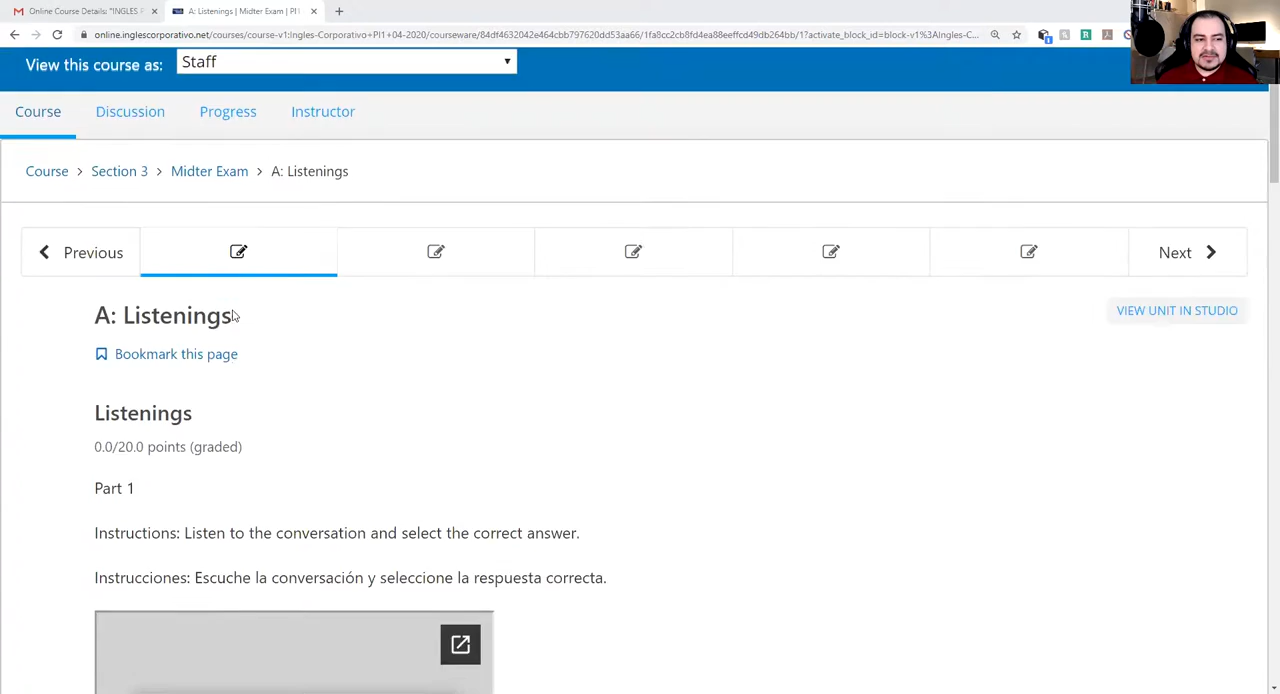 Online Course Details: "INGLES P
A: Listenings | Midter Exam | PI
online.inglescorporativo.net/courses/course-v1:Ingles-Corporativo+PI1+04-2020/courseware/84df4632042e464cbb797620dd53aa66/1fa8cc2cb8fd4ea88eeffcd49db264bb/1?activate_block_id=block-v1%3AIngles-C...
View this course as:
Staff
Course Discussion Progress Instructor
Course > Section 3 > Midter Exam > A: Listenings
Previous
Next
A: Listenings
VIEW UNIT IN STUDIO
Bookmark this page
Listenings
0.0/20.0 points (graded)
Part 1
Instructions: Listen to the conversation and select the correct answer.
Instrucciones: Escuche la conversación y seleccione la respuesta correcta.